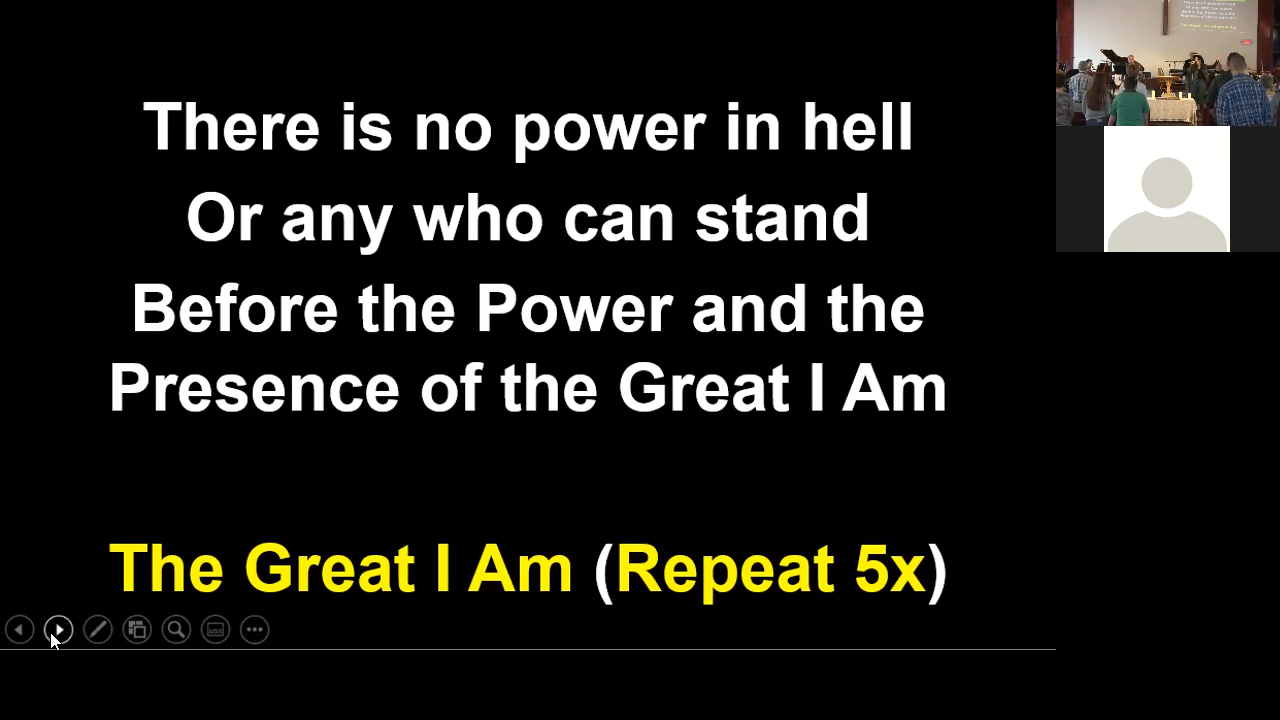 There is no power in hell
Or any who can stand
Before the Power and the
Presence of the Great I Am
The Great I Am (Repeat 5x)